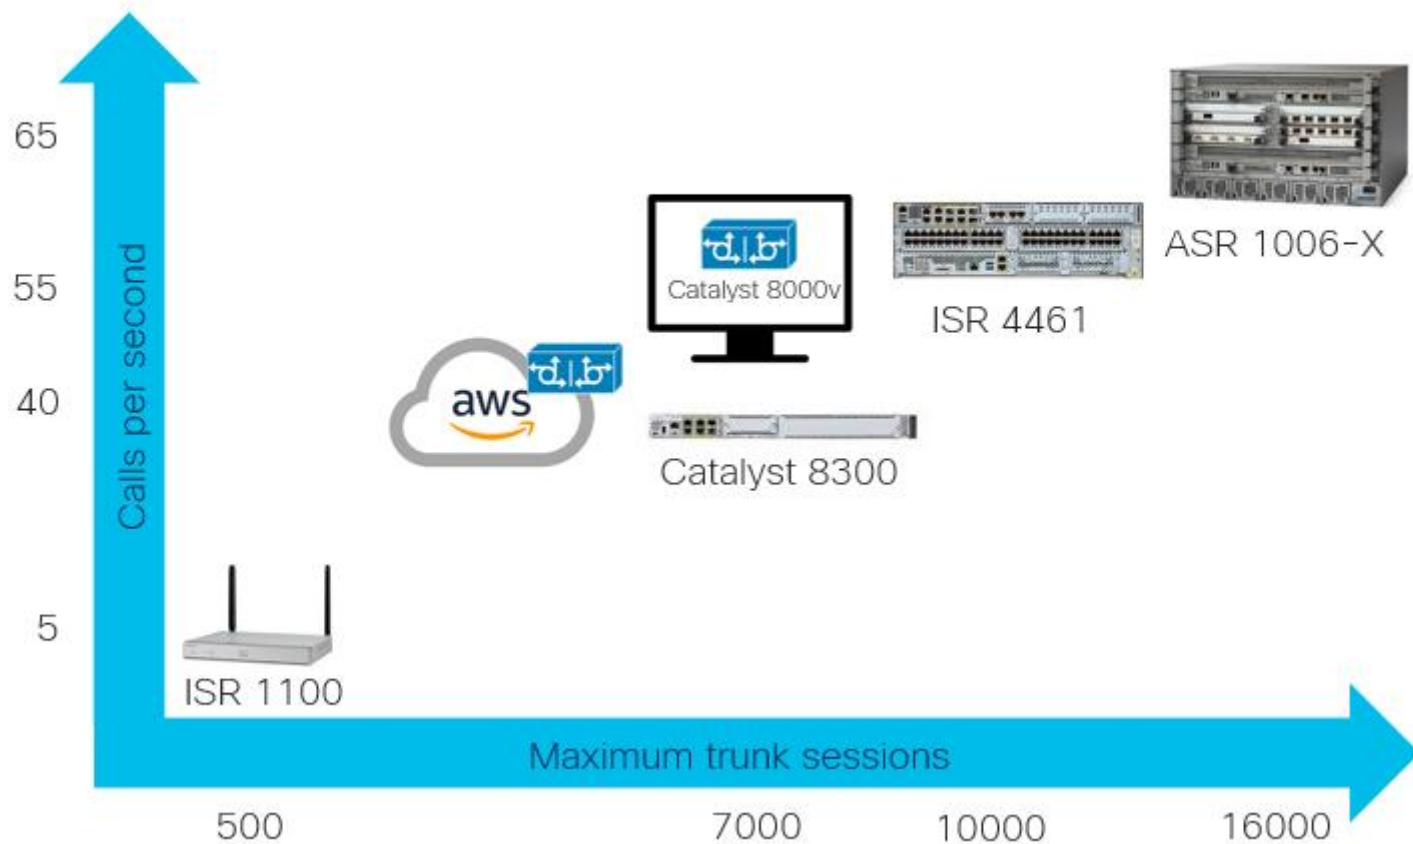 65
ASR 1006-X
55
Calls per second
Catalyst 8000v
ISR 4461
40
aws
Catalyst 8300
5
ISR 1100
Maximum trunk sessions
500
7000
10000
16000